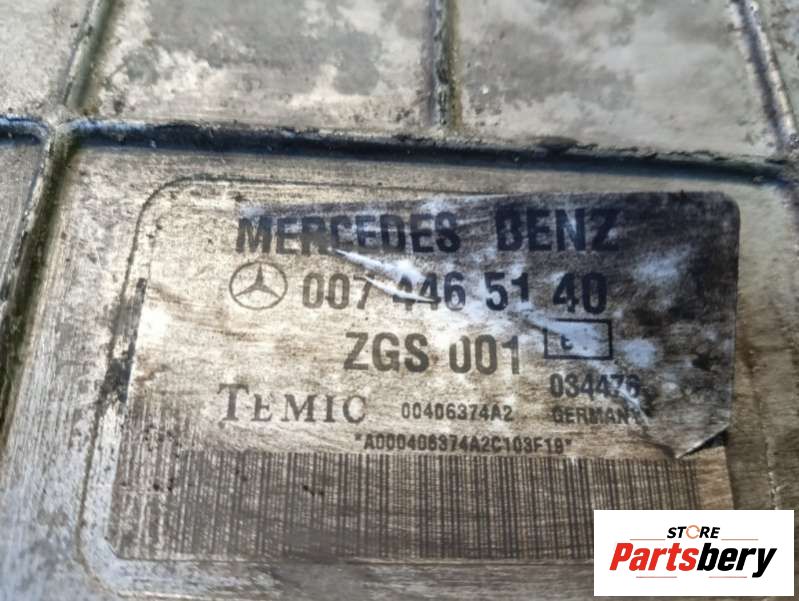 MERCEDES BENZ
007 446 51 40
ZGS 001
034476
TEMIC 00406374A2 GERMANY
*A000406374A2C103F19*
STORE
Partsbery